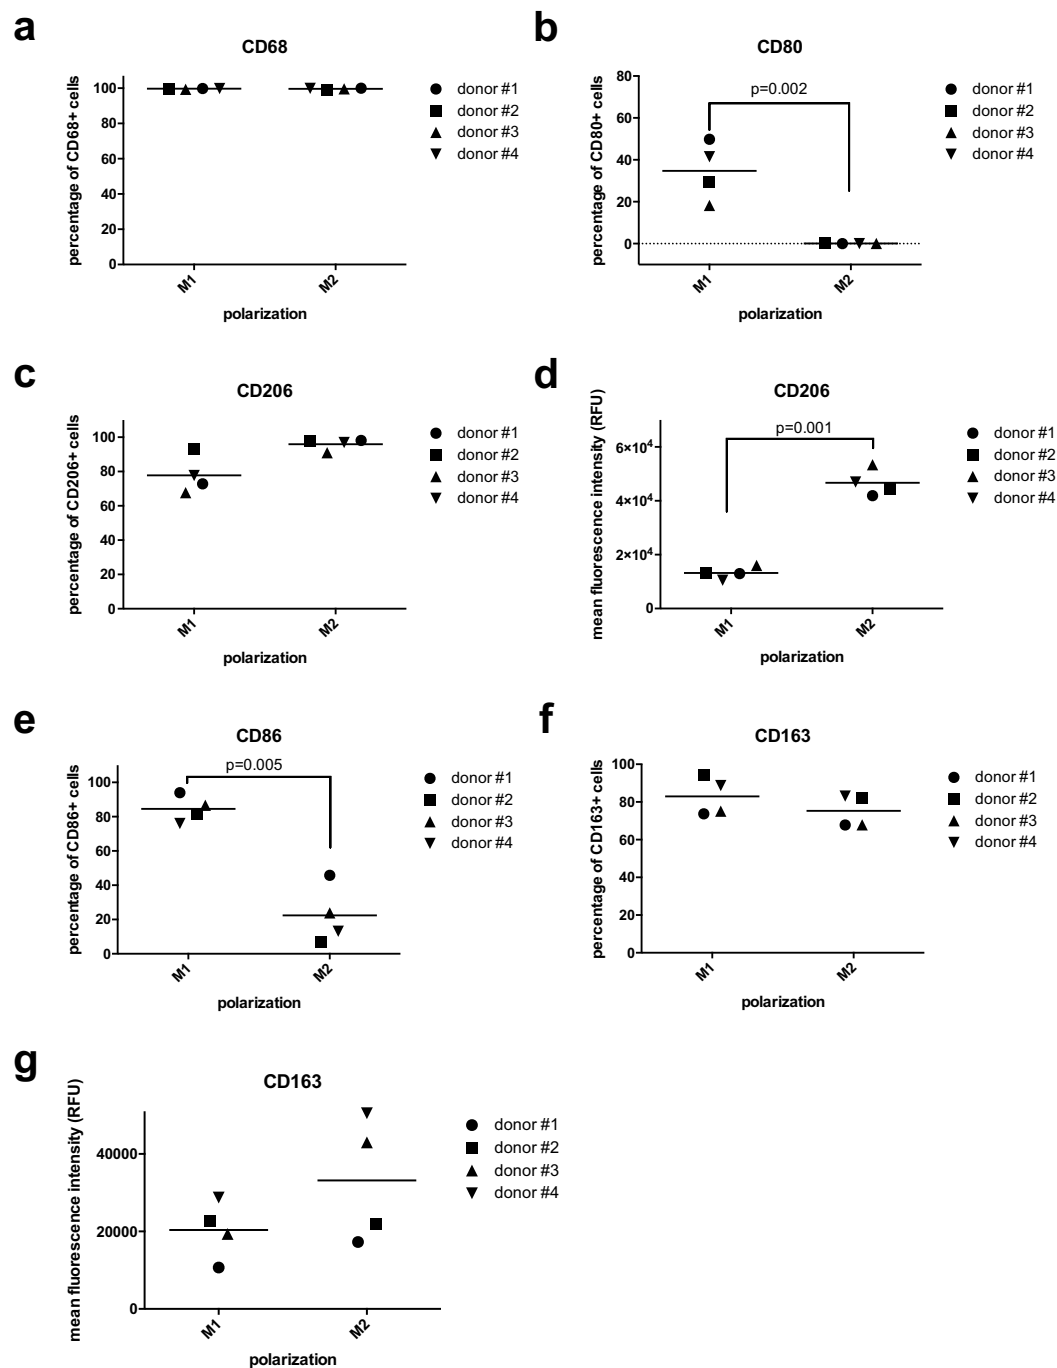 a
CD68
percentage of CD68+ cells
100
80
60
40
20
0
M1
M2
polarization
donor #1
donor #2
donor #3
donor #4
b
CD80
percentage of CD80+ cells
80
60
40
20
0
p=0.002
M1
M2
polarization
donor #1
donor #2
donor #3
donor #4
c
CD206
percentage of CD206+ cells
100
80
60
40
20
0
M1
M2
polarization
donor #1
donor #2
donor #3
donor #4
d
CD206
mean fluorescence intensity (RFU)
6×10⁴
4×10⁴
2×10⁴
0
p=0.001
M1
M2
polarization
donor #1
donor #2
donor #3
donor #4
e
CD86
percentage of CD86+ cells
100
80
60
40
20
0
p=0.005
M1
M2
polarization
donor #1
donor #2
donor #3
donor #4
f
CD163
percentage of CD163+ cells
100
80
60
40
20
0
M1
M2
polarization
donor #1
donor #2
donor #3
donor #4
g
CD163
mean fluorescence intensity (RFU)
40000
20000
0
M1
M2
polarization
donor #1
donor #2
donor #3
donor #4